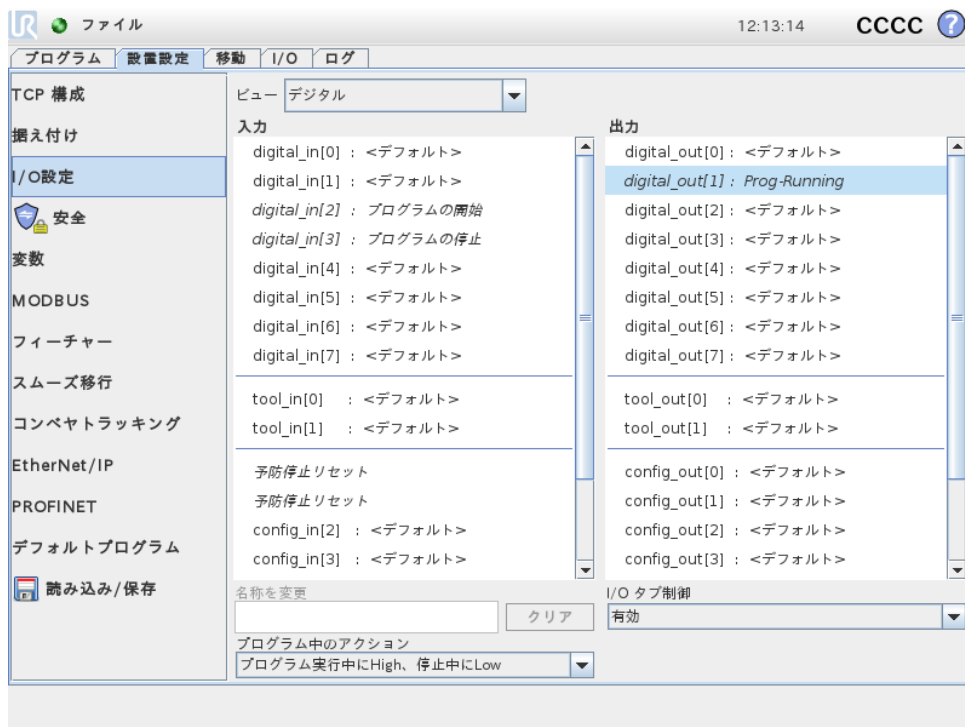 UR ファイル 12:13:14 CCCC ?
プログラム 設置設定 移動 I/O ログ
TCP 構成
据え付け
I/O設定
安全
変数
MODBUS
フィーチャー
スムーズ移行
コンベヤトラッキング
EtherNet/IP
PROFINET
デフォルトプログラム
読み込み/保存
ビュー デジタル
入力
digital_in[0] : <デフォルト>
digital_in[1] : <デフォルト>
digital_in[2] : プログラムの開始
digital_in[3] : プログラムの停止
digital_in[4] : <デフォルト>
digital_in[5] : <デフォルト>
digital_in[6] : <デフォルト>
digital_in[7] : <デフォルト>
tool_in[0] : <デフォルト>
tool_in[1] : <デフォルト>
予防停止リセット
予防停止リセット
config_in[2] : <デフォルト>
config_in[3] : <デフォルト>
名称を変更
クリア
プログラム中のアクション
プログラム実行中にHigh、停止中にLow
出力
digital_out[0] : <デフォルト>
digital_out[1] : Prog-Running
digital_out[2] : <デフォルト>
digital_out[3] : <デフォルト>
digital_out[4] : <デフォルト>
digital_out[5] : <デフォルト>
digital_out[6] : <デフォルト>
digital_out[7] : <デフォルト>
tool_out[0] : <デフォルト>
tool_out[1] : <デフォルト>
config_out[0] : <デフォルト>
config_out[1] : <デフォルト>
config_out[2] : <デフォルト>
config_out[3] : <デフォルト>
I/O タブ制御
有効